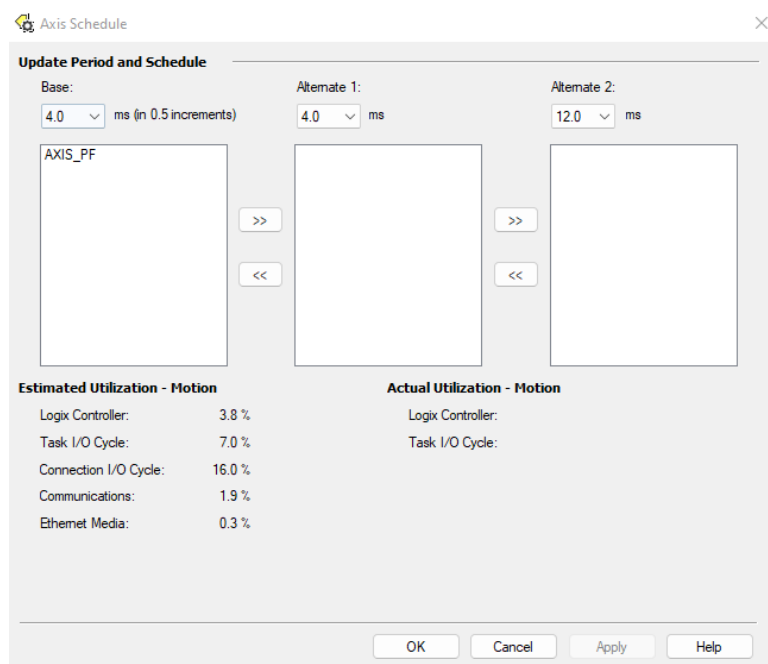 Axis Schedule
Update Period and Schedule
Base: Alternate 1: Alternate 2:
4.0 ms (in 0.5 increments) 4.0 ms 12.0 ms
AXIS_PF
>> >>
<< <<
Estimated Utilization - Motion Actual Utilization - Motion
Logix Controller: 3.8 % Logix Controller:
Task I/O Cycle: 7.0 % Task I/O Cycle:
Connection I/O Cycle: 16.0 %
Communications: 1.9 %
Ethernet Media: 0.3 %
OK Cancel Apply Help